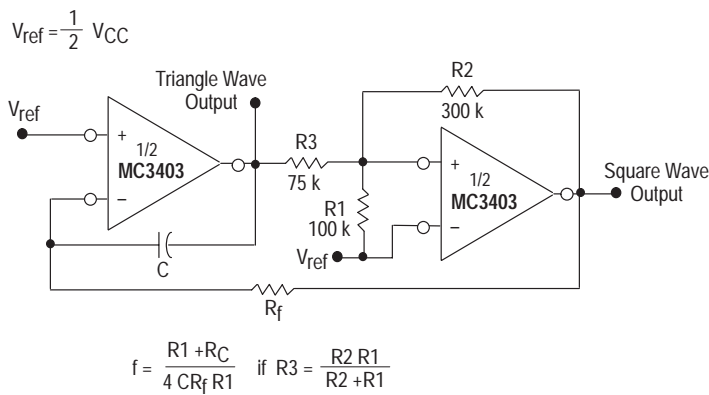 Vref = 1/2 VCC
Triangle Wave
Output
R2
300 k
Vref
+
1/2
MC3403
−
R3
75 k
+
1/2
MC3403
−
Square Wave
Output
R1
100 k
Vref
C
Rf
f = R1 +RC / 4 CRf R1 if R3 = R2 R1 / R2 +R1